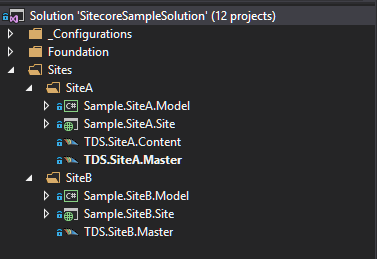 Solution 'SitecoreSampleSolution' (12 projects)
_Configurations
Foundation
Sites
SiteA
C# Sample.SiteA.Model
Sample.SiteA.Site
TDS.SiteA.Content
TDS.SiteA.Master
SiteB
C# Sample.SiteB.Model
Sample.SiteB.Site
TDS.SiteB.Master